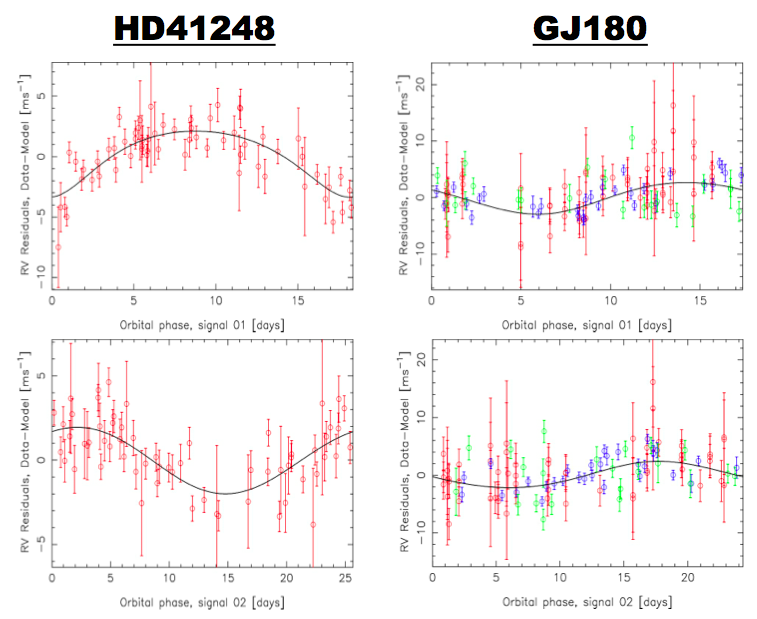 HD41248 GJ180
RV Residuals, Data−Model [ms⁻¹]
5
0
−5
−10
0 5 10 15
Orbital phase, signal 01 [days]
RV Residuals, Data−Model [ms⁻¹]
20
10
0
−10
0 5 10 15
Orbital phase, signal 01 [days]
RV Residuals, Data−Model [ms⁻¹]
5
0
−5
0 5 10 15 20 25
Orbital phase, signal 02 [days]
RV Residuals, Data−Model [ms⁻¹]
20
10
0
−10
0 5 10 15 20
Orbital phase, signal 02 [days]